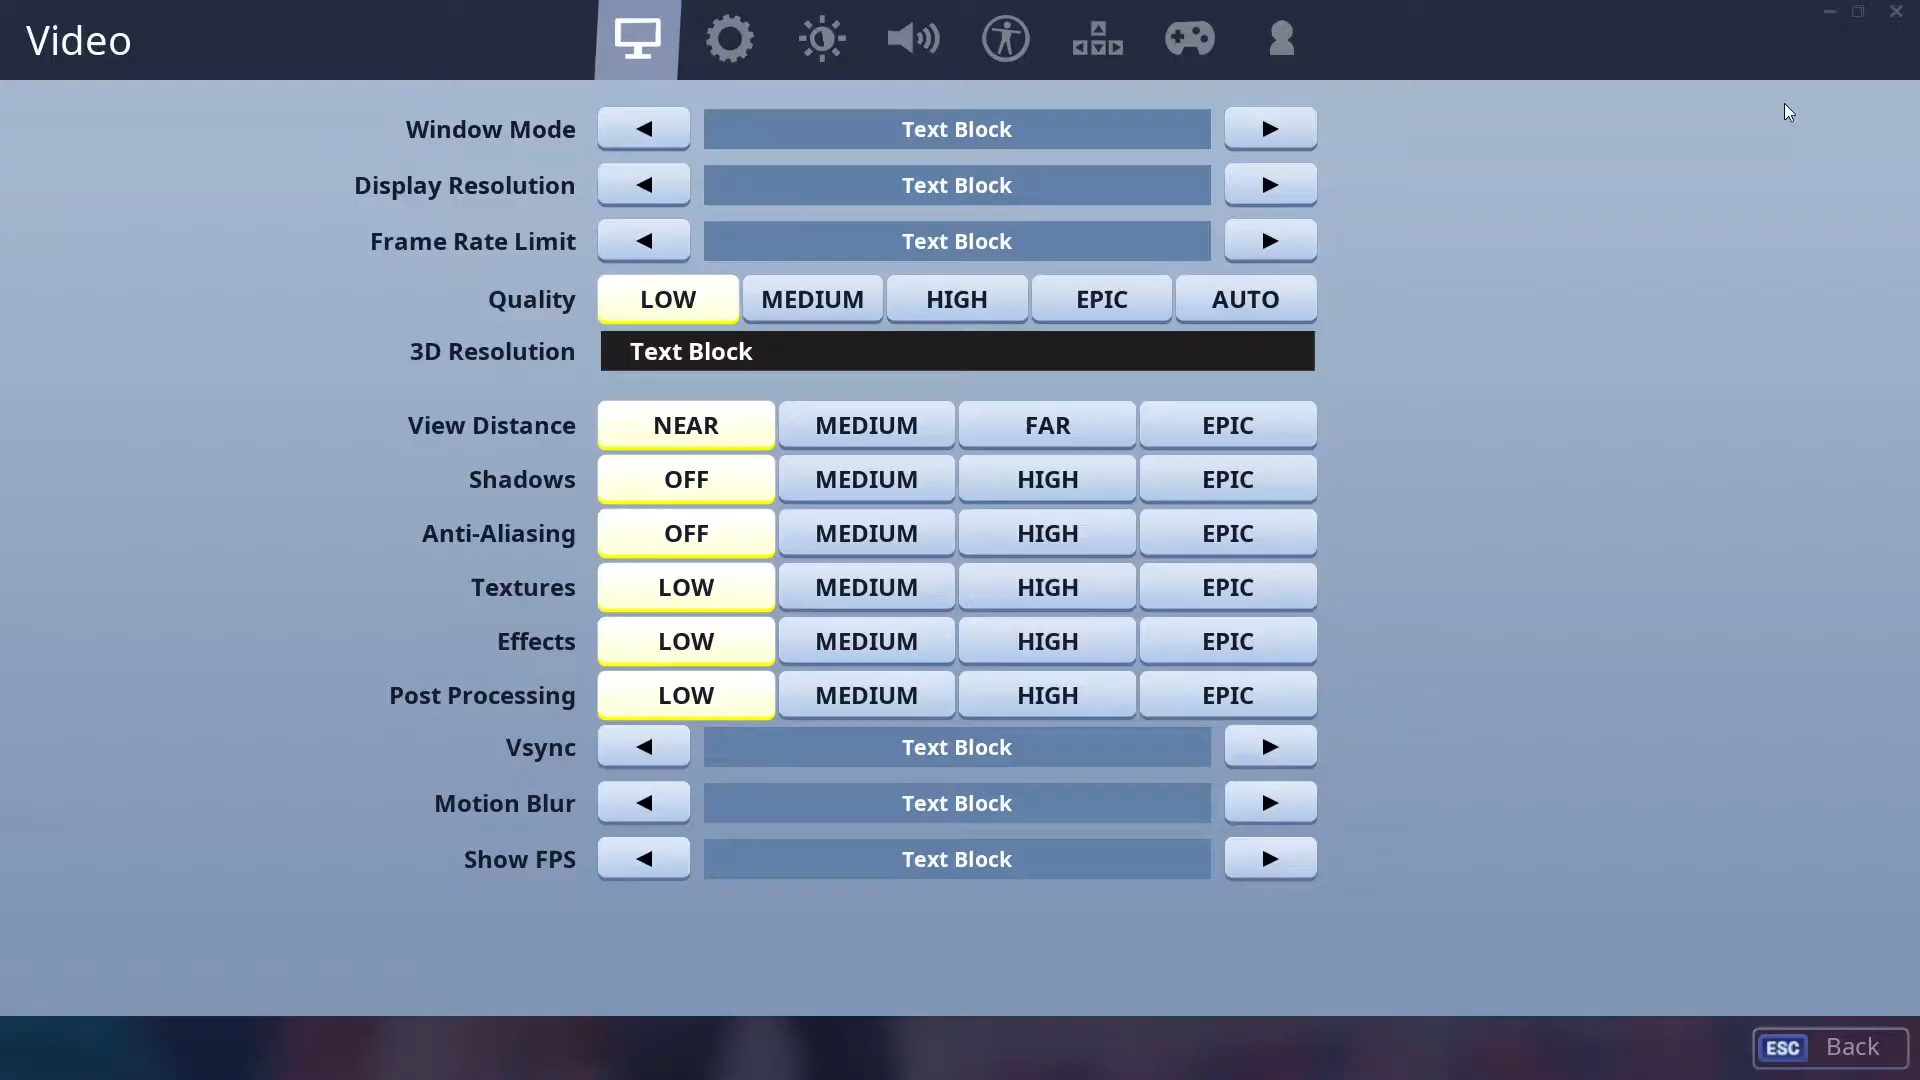 Video
Window Mode Text Block
Display Resolution Text Block
Frame Rate Limit Text Block
Quality LOW MEDIUM HIGH EPIC AUTO
3D Resolution Text Block
View Distance NEAR MEDIUM FAR EPIC
Shadows OFF MEDIUM HIGH EPIC
Anti-Aliasing OFF MEDIUM HIGH EPIC
Textures LOW MEDIUM HIGH EPIC
Effects LOW MEDIUM HIGH EPIC
Post Processing LOW MEDIUM HIGH EPIC
Vsync Text Block
Motion Blur Text Block
Show FPS Text Block
ESC Back